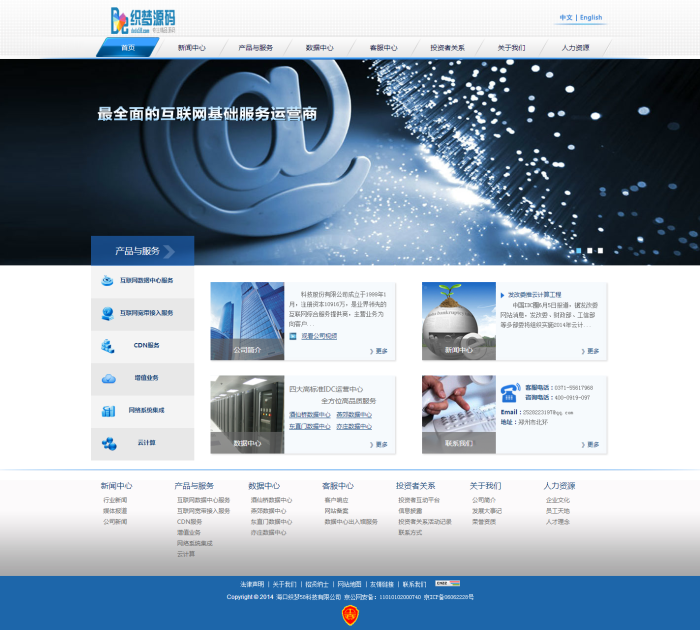 织梦源码
中文 | English
首页 新闻中心 产品与服务 数据中心 客服中心 投资者关系 关于我们 人力资源
最全面的互联网基础服务运营商
产品与服务
互联网数据中心服务
互联网宽带接入服务
CDN服务
增值业务
网络系统集成
云计算
科技股份有限公司成立于1999年1
月，注册资本10910万，是业界领先的
互联网综合服务提供商，主营业务为
向客户...
观看公司视频
公司简介
更多
发改委推云计算工程
中国IDC圈6月5日报道，据发改委
网站消息，发改委、财政部、工信部
等多部委将组织实施2014年云计...
新闻中心
更多
四大高标准IDC运营中心
全方位高品质服务
酒仙桥数据中心 燕郊数据中心
东直门数据中心 亦庄数据中心
数据中心
更多
客服电话：0371-55617968
咨询电话：400-0919-097
Email：
地址：郑州市北环
联系我们
更多
新闻中心
行业新闻
媒体报道
公司新闻
产品与服务
互联网数据中心服务
互联网宽带接入服务
CDN服务
增值业务
网络系统集成
云计算
数据中心
酒仙桥数据中心
燕郊数据中心
东直门数据中心
亦庄数据中心
客服中心
客户响应
网站备案
数据中心出入境服务
投资者关系
投资者互动平台
信息披露
投资者关系活动记录
联系方式
关于我们
公司简介
发展大事记
荣誉资质
人力资源
企业文化
员工天地
人才理念
法律声明 | 关于我们 | 招贤纳士 | 网站地图 | 友情链接 | 联系我们
Copyright © 2014 海口织梦58科技有限公司 京公网安备：11010102000740 京ICP备06062228号